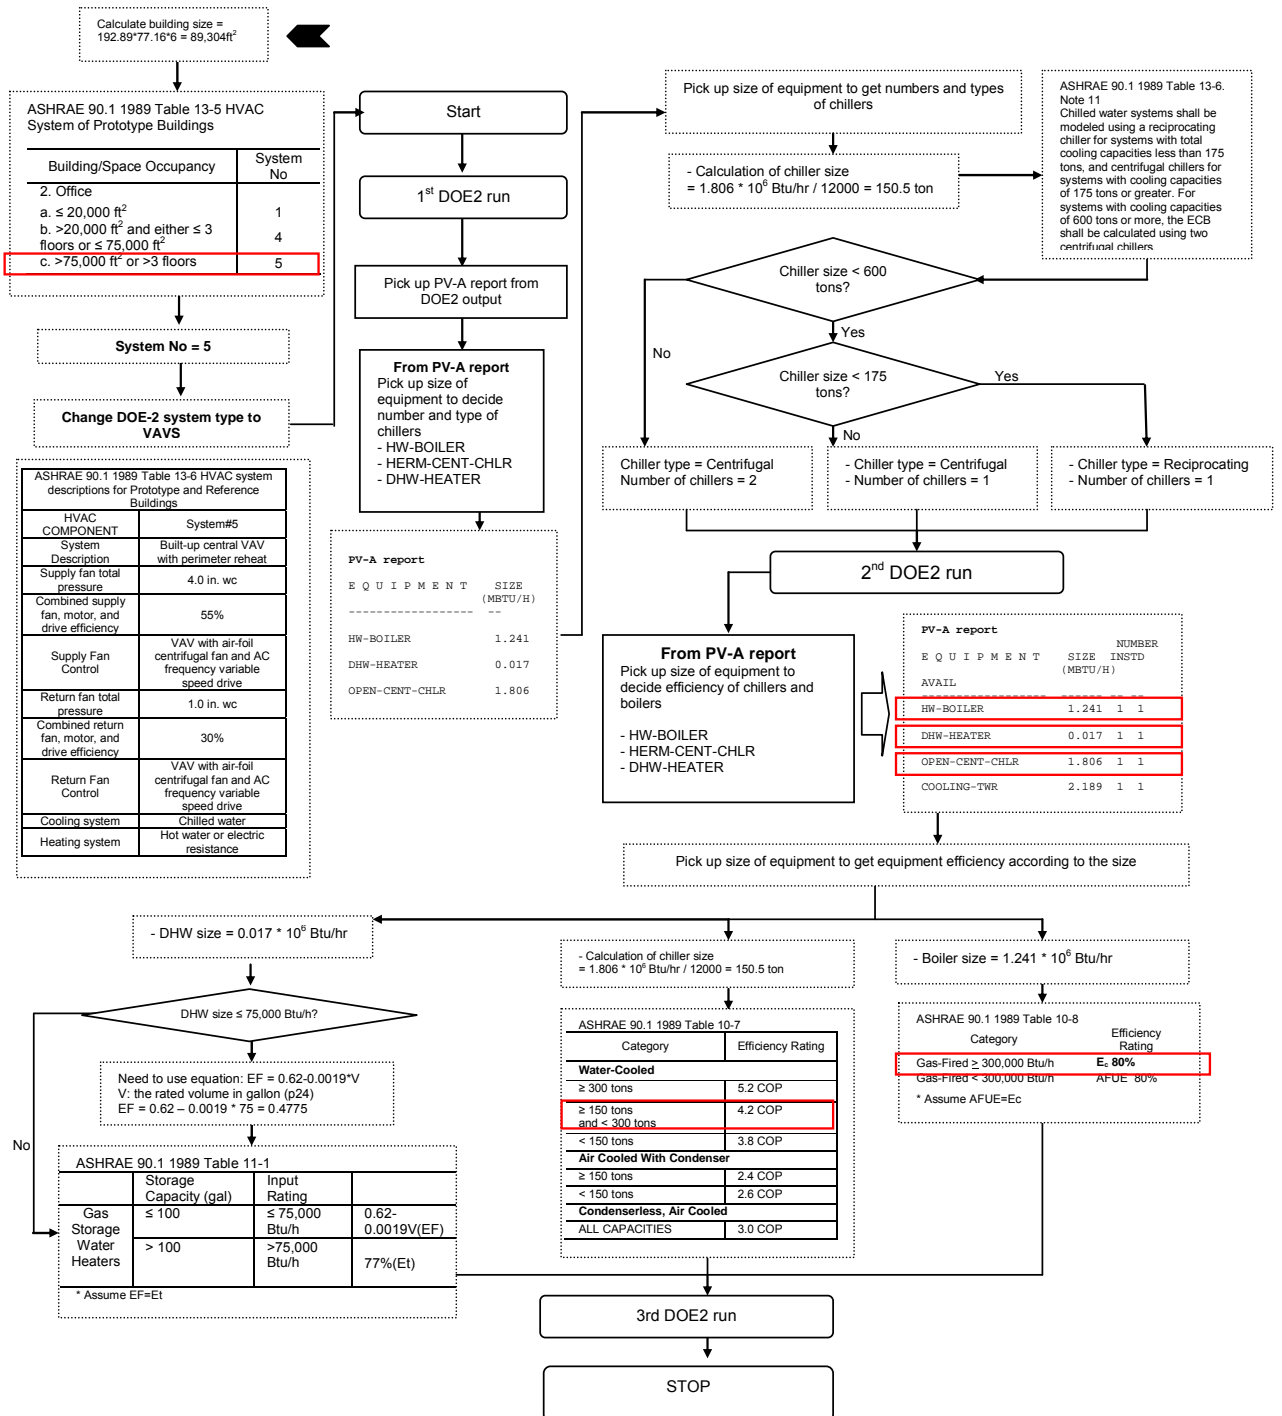 Calculate building size =
192.89*77.16*6 = 89,304ft²
ASHRAE 90.1 1989 Table 13-5 HVAC
System of Prototype Buildings
Building/Space Occupancy
System
No
2. Office
a. ≤ 20,000 ft²
1
b. >20,000 ft² and either ≤ 3
floors or ≤ 75,000 ft²
4
c. >75,000 ft² or >3 floors
5
System No = 5
Change DOE-2 system type to
VAVS
ASHRAE 90.1 1989 Table 13-6 HVAC system
descriptions for Prototype and Reference
Buildings
HVAC
COMPONENT
System#5
System
Description
Built-up central VAV
with perimeter reheat
Supply fan total
pressure
4.0 in. wc
Combined supply
fan, motor, and
drive efficiency
55%
Supply Fan
Control
VAV with air-foil
centrifugal fan and AC
frequency variable
speed drive
Return fan total
pressure
1.0 in. wc
Combined return
fan, motor, and
drive efficiency
30%
Return Fan
Control
VAV with air-foil
centrifugal fan and AC
frequency variable
speed drive
Cooling system
Chilled water
Heating system
Hot water or electric
resistance
Start
1st DOE2 run
Pick up PV-A report from
DOE2 output
From PV-A report
Pick up size of
equipment to decide
number and type of
chillers
- HW-BOILER
- HERM-CENT-CHLR
- DHW-HEATER
PV-A report
E Q U I P M E N T SIZE
(MBTU/H)
------------------ --
HW-BOILER 1.241
DHW-HEATER 0.017
OPEN-CENT-CHLR 1.806
Pick up size of equipment to get numbers and types
of chillers
- Calculation of chiller size
= 1.806 * 10⁶ Btu/hr / 12000 = 150.5 ton
ASHRAE 90.1 1989 Table 13-6.
Note 11
Chilled water systems shall be
modeled using a reciprocating
chiller for systems with total
cooling capacities less than 175
tons, and centrifugal chillers for
systems with cooling capacities
of 175 tons or greater. For
systems with cooling capacities
of 600 tons or more, the ECB
shall be calculated using two
centrifugal chillers
Chiller size < 600
tons?
Yes
No
Chiller size < 175
tons?
Yes
No
Chiller type = Centrifugal
Number of chillers = 2
- Chiller type = Centrifugal
- Number of chillers = 1
- Chiller type = Reciprocating
- Number of chillers = 1
2nd DOE2 run
From PV-A report
Pick up size of equipment to
decide efficiency of chillers and
boilers
- HW-BOILER
- HERM-CENT-CHLR
- DHW-HEATER
PV-A report
NUMBER
E Q U I P M E N T SIZE INSTD
(MBTU/H)
AVAIL
------------------ ------ -- --
HW-BOILER 1.241 1 1
DHW-HEATER 0.017 1 1
OPEN-CENT-CHLR 1.806 1 1
COOLING-TWR 2.189 1 1
Pick up size of equipment to get equipment efficiency according to the size
- DHW size = 0.017 * 10⁶ Btu/hr
DHW size ≤ 75,000 Btu/h?
No
Need to use equation: EF = 0.62-0.0019*V
V: the rated volume in gallon (p24)
EF = 0.62 – 0.0019 * 75 = 0.4775
ASHRAE 90.1 1989 Table 11-1
Storage
Capacity (gal)
Input
Rating
Gas
Storage
Water
Heaters
≤ 100
≤ 75,000
Btu/h
0.62-
0.0019V(EF)
> 100
>75,000
Btu/h
77%(Et)
* Assume EF=Et
- Calculation of chiller size
= 1.806 * 10⁶ Btu/hr / 12000 = 150.5 ton
ASHRAE 90.1 1989 Table 10-7
Category Efficiency Rating
Water-Cooled
≥ 300 tons 5.2 COP
≥ 150 tons
and < 300 tons
4.2 COP
< 150 tons 3.8 COP
Air Cooled With Condenser
≥ 150 tons 2.4 COP
< 150 tons 2.6 COP
Condenserless, Air Cooled
ALL CAPACITIES 3.0 COP
- Boiler size = 1.241 * 10⁶ Btu/hr
ASHRAE 90.1 1989 Table 10-8
Category
Efficiency
Rating
Gas-Fired ≥ 300,000 Btu/h Ec 80%
Gas-Fired < 300,000 Btu/h AFUE 80%
* Assume AFUE=Ec
3rd DOE2 run
STOP